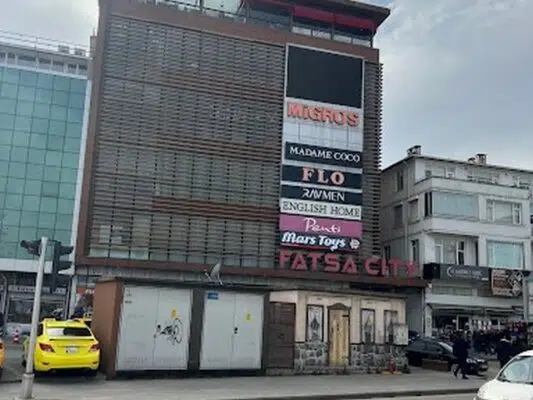 MiGROS
MADAME COCO
FLO
RAVMEN
ENGLISH HOME
Penti
Mars Toys
FATSA CITY